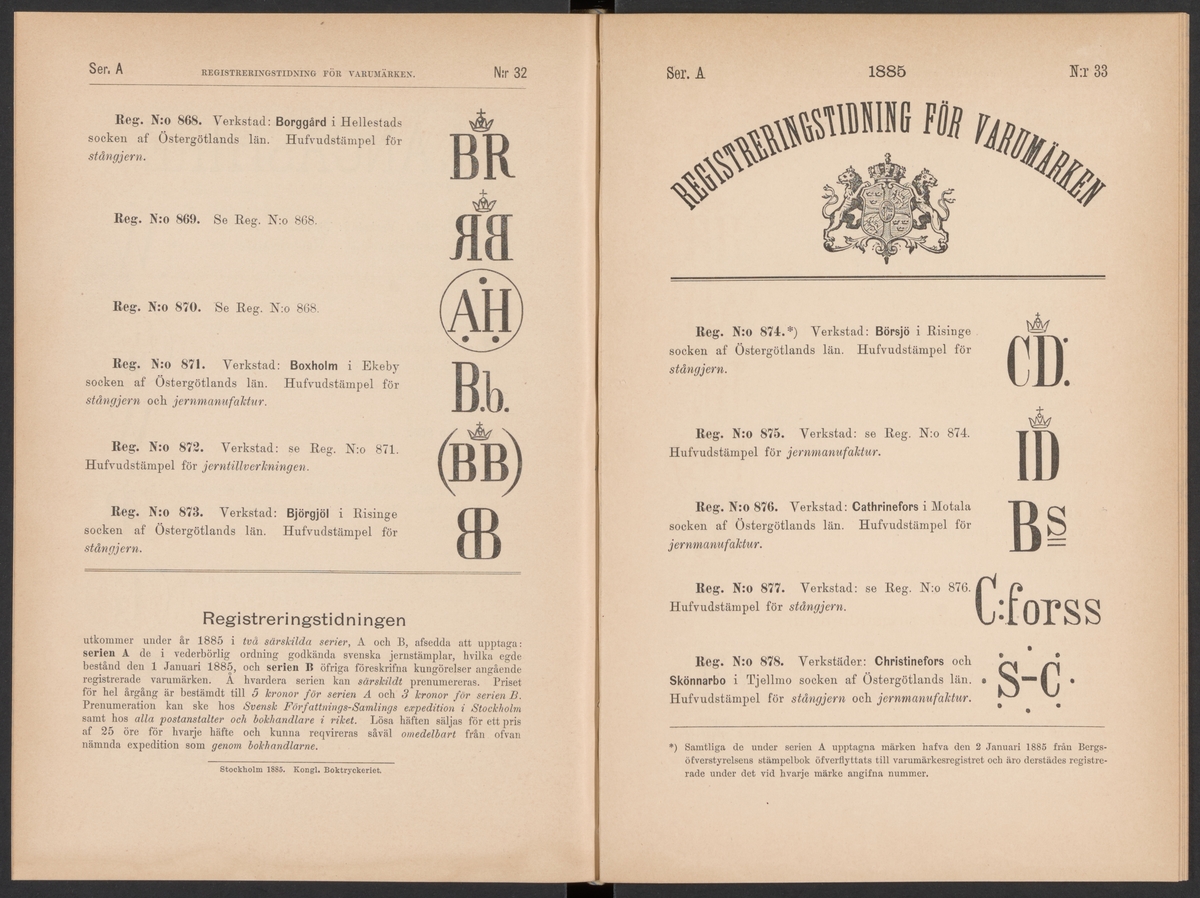 Ser. A REGISTRERINGSTIDNING FÖR VARUMÄRKEN. N:r 32
Reg. N:o 868. Verkstad: Borggård i Hellestads
socken af Östergötlands län. Hufvudstämpel för
stångjern.
BR
Reg. N:o 869. Se Reg. N:o 868.
Reg. N:o 870. Se Reg. N:o 868.
AH
Reg. N:o 871. Verkstad: Boxholm i Ekeby
socken af Östergötlands län. Hufvudstämpel för
stångjern och jernmanufaktur.
B.b.
Reg. N:o 872. Verkstad: se Reg. N:o 871.
Hufvudstämpel för jerntillverkningen.
(BB)
Reg. N:o 873. Verkstad: Björgjöl i Risinge
socken af Östergötlands län. Hufvudstämpel för
stångjern.
BB
Registreringstidningen
utkommer under år 1885 i två särskilda serier, A och B, afsedda att upptaga:
serien A de i vederbörlig ordning godkända svenska jernstämplar, hvilka egde
bestånd den 1 Januari 1885, och serien B öfriga föreskrifna kungörelser angående
registrerade varumärken. Å hvardera serien kan särskildt prenumereras. Priset
för hel årgång är bestämdt till 5 kronor för serien A och 3 kronor för serien B.
Prenumeration kan ske hos Svensk Författnings-Samlings expedition i Stockholm
samt hos alla postanstalter och bokhandlare i riket. Lösa häften säljas för ett pris
af 25 öre för hvarje häfte och kunna reqvireras såväl omedelbart från ofvan
nämnda expedition som genom bokhandlarne.
Stockholm 1885. Kongl. Boktryckeriet.
Ser. A 1885 N:r 33
REGISTRERINGSTIDNING FÖR VARUMÄRKEN
Reg. N:o 874.*) Verkstad: Börsjö i Risinge
socken af Östergötlands län. Hufvudstämpel för
stångjern.
CD:
Reg. N:o 875. Verkstad: se Reg. N:o 874.
Hufvudstämpel för jernmanufaktur.
ID
Reg. N:o 876. Verkstad: Cathrinefors i Motala
socken af Östergötlands län. Hufvudstämpel för
jernmanufaktur.
Bs
Reg. N:o 877. Verkstad: se Reg. N:o 876.
Hufvudstämpel för stångjern.
C:forss
Reg. N:o 878. Verkstäder: Christinefors och
Skönnarbo i Tjellmo socken af Östergötlands län.
Hufvudstämpel för stångjern och jernmanufaktur.
S-C
*) Samtliga de under serien A upptagna märken hafva den 2 Januari 1885 från Bergs-
öfverstyrelsens stämpelbok öfverflyttats till varumärkesregistret och äro derstädes registre-
rade under det vid hvarje märke angifna nummer.